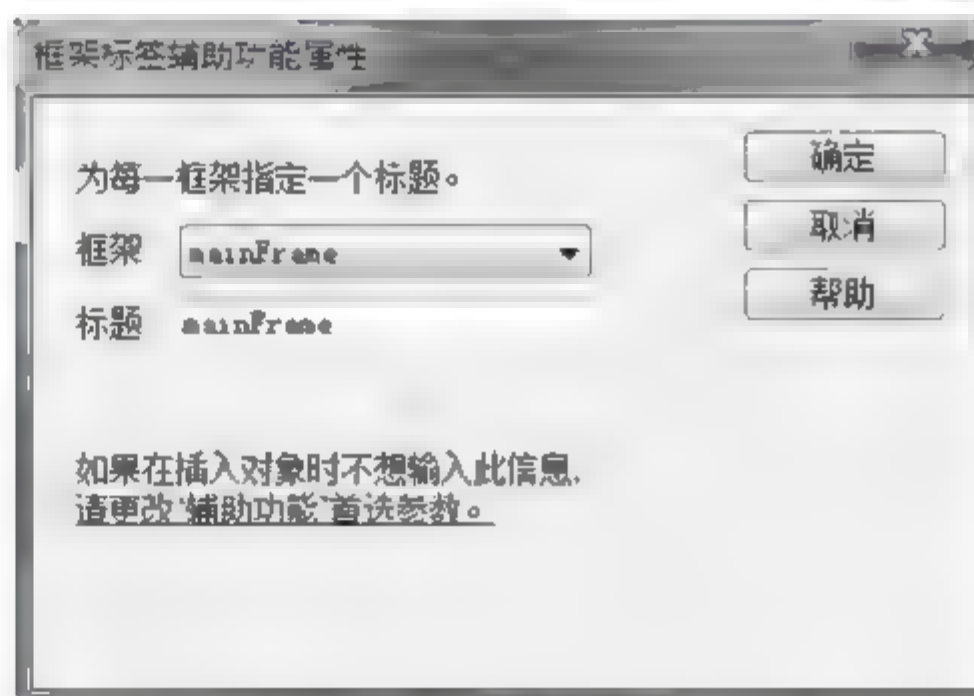 框架标签辅助功能属性
为每一框架指定一个标题。
确定
框架 mainFrame
取消
标题 mainFrame
帮助
如果在插入对象时不想输入此信息,
请更改“辅助功能”首选参数。